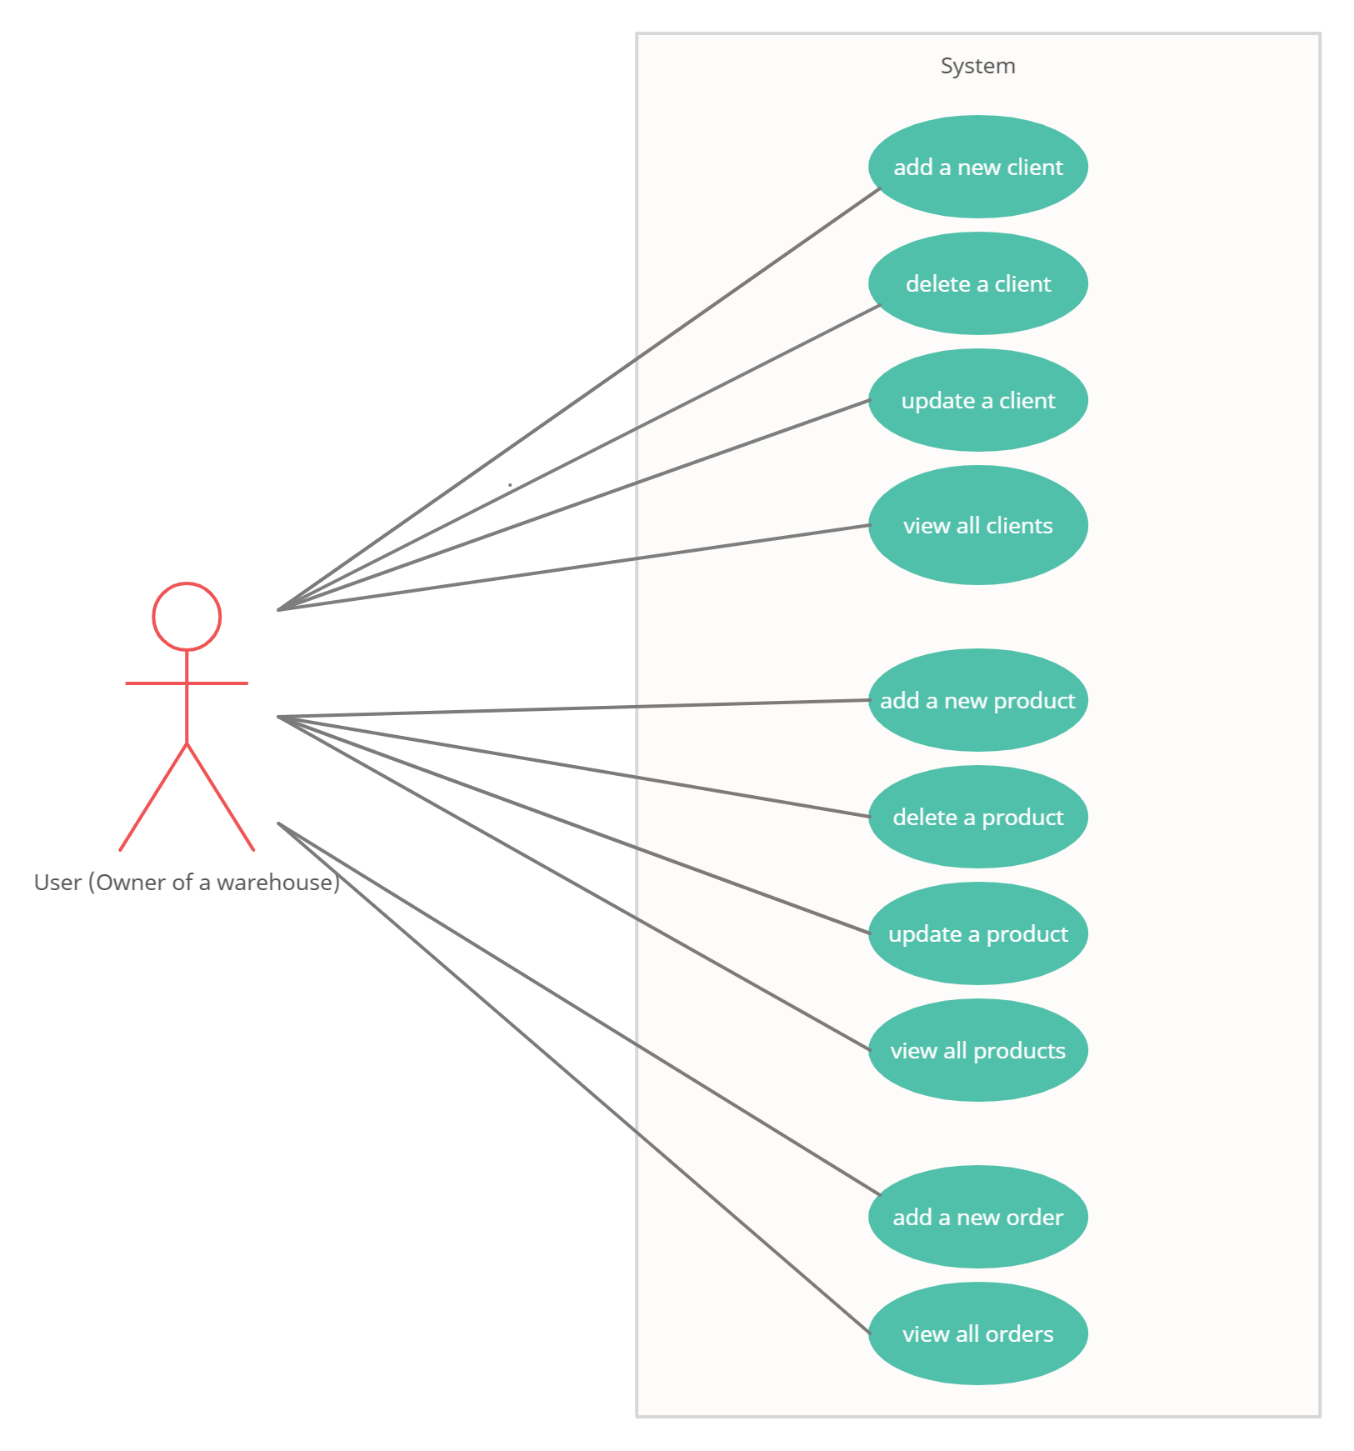 System
add a new client
delete a client
update a client
view all clients
add a new product
delete a product
update a product
User (Owner of a warehouse)
view all products
add a new order
view all orders